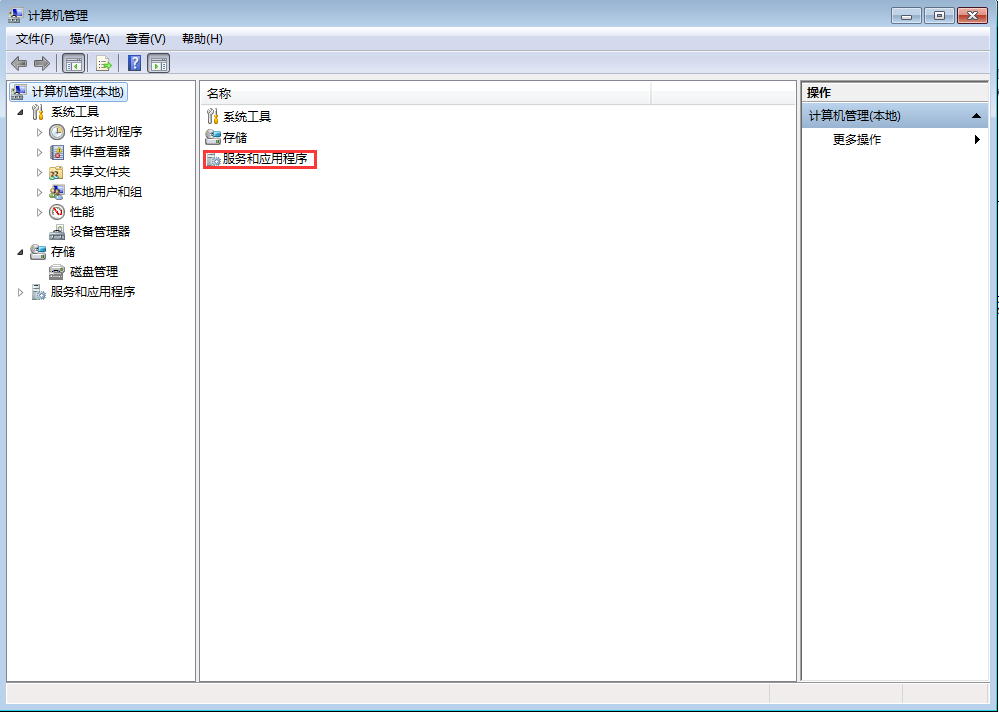 计算机管理
文件(F) 操作(A) 查看(V) 帮助(H)
计算机管理(本地)
系统工具
任务计划程序
事件查看器
共享文件夹
本地用户和组
性能
设备管理器
存储
磁盘管理
服务和应用程序
名称
系统工具
存储
服务和应用程序
操作
计算机管理(本地)
更多操作